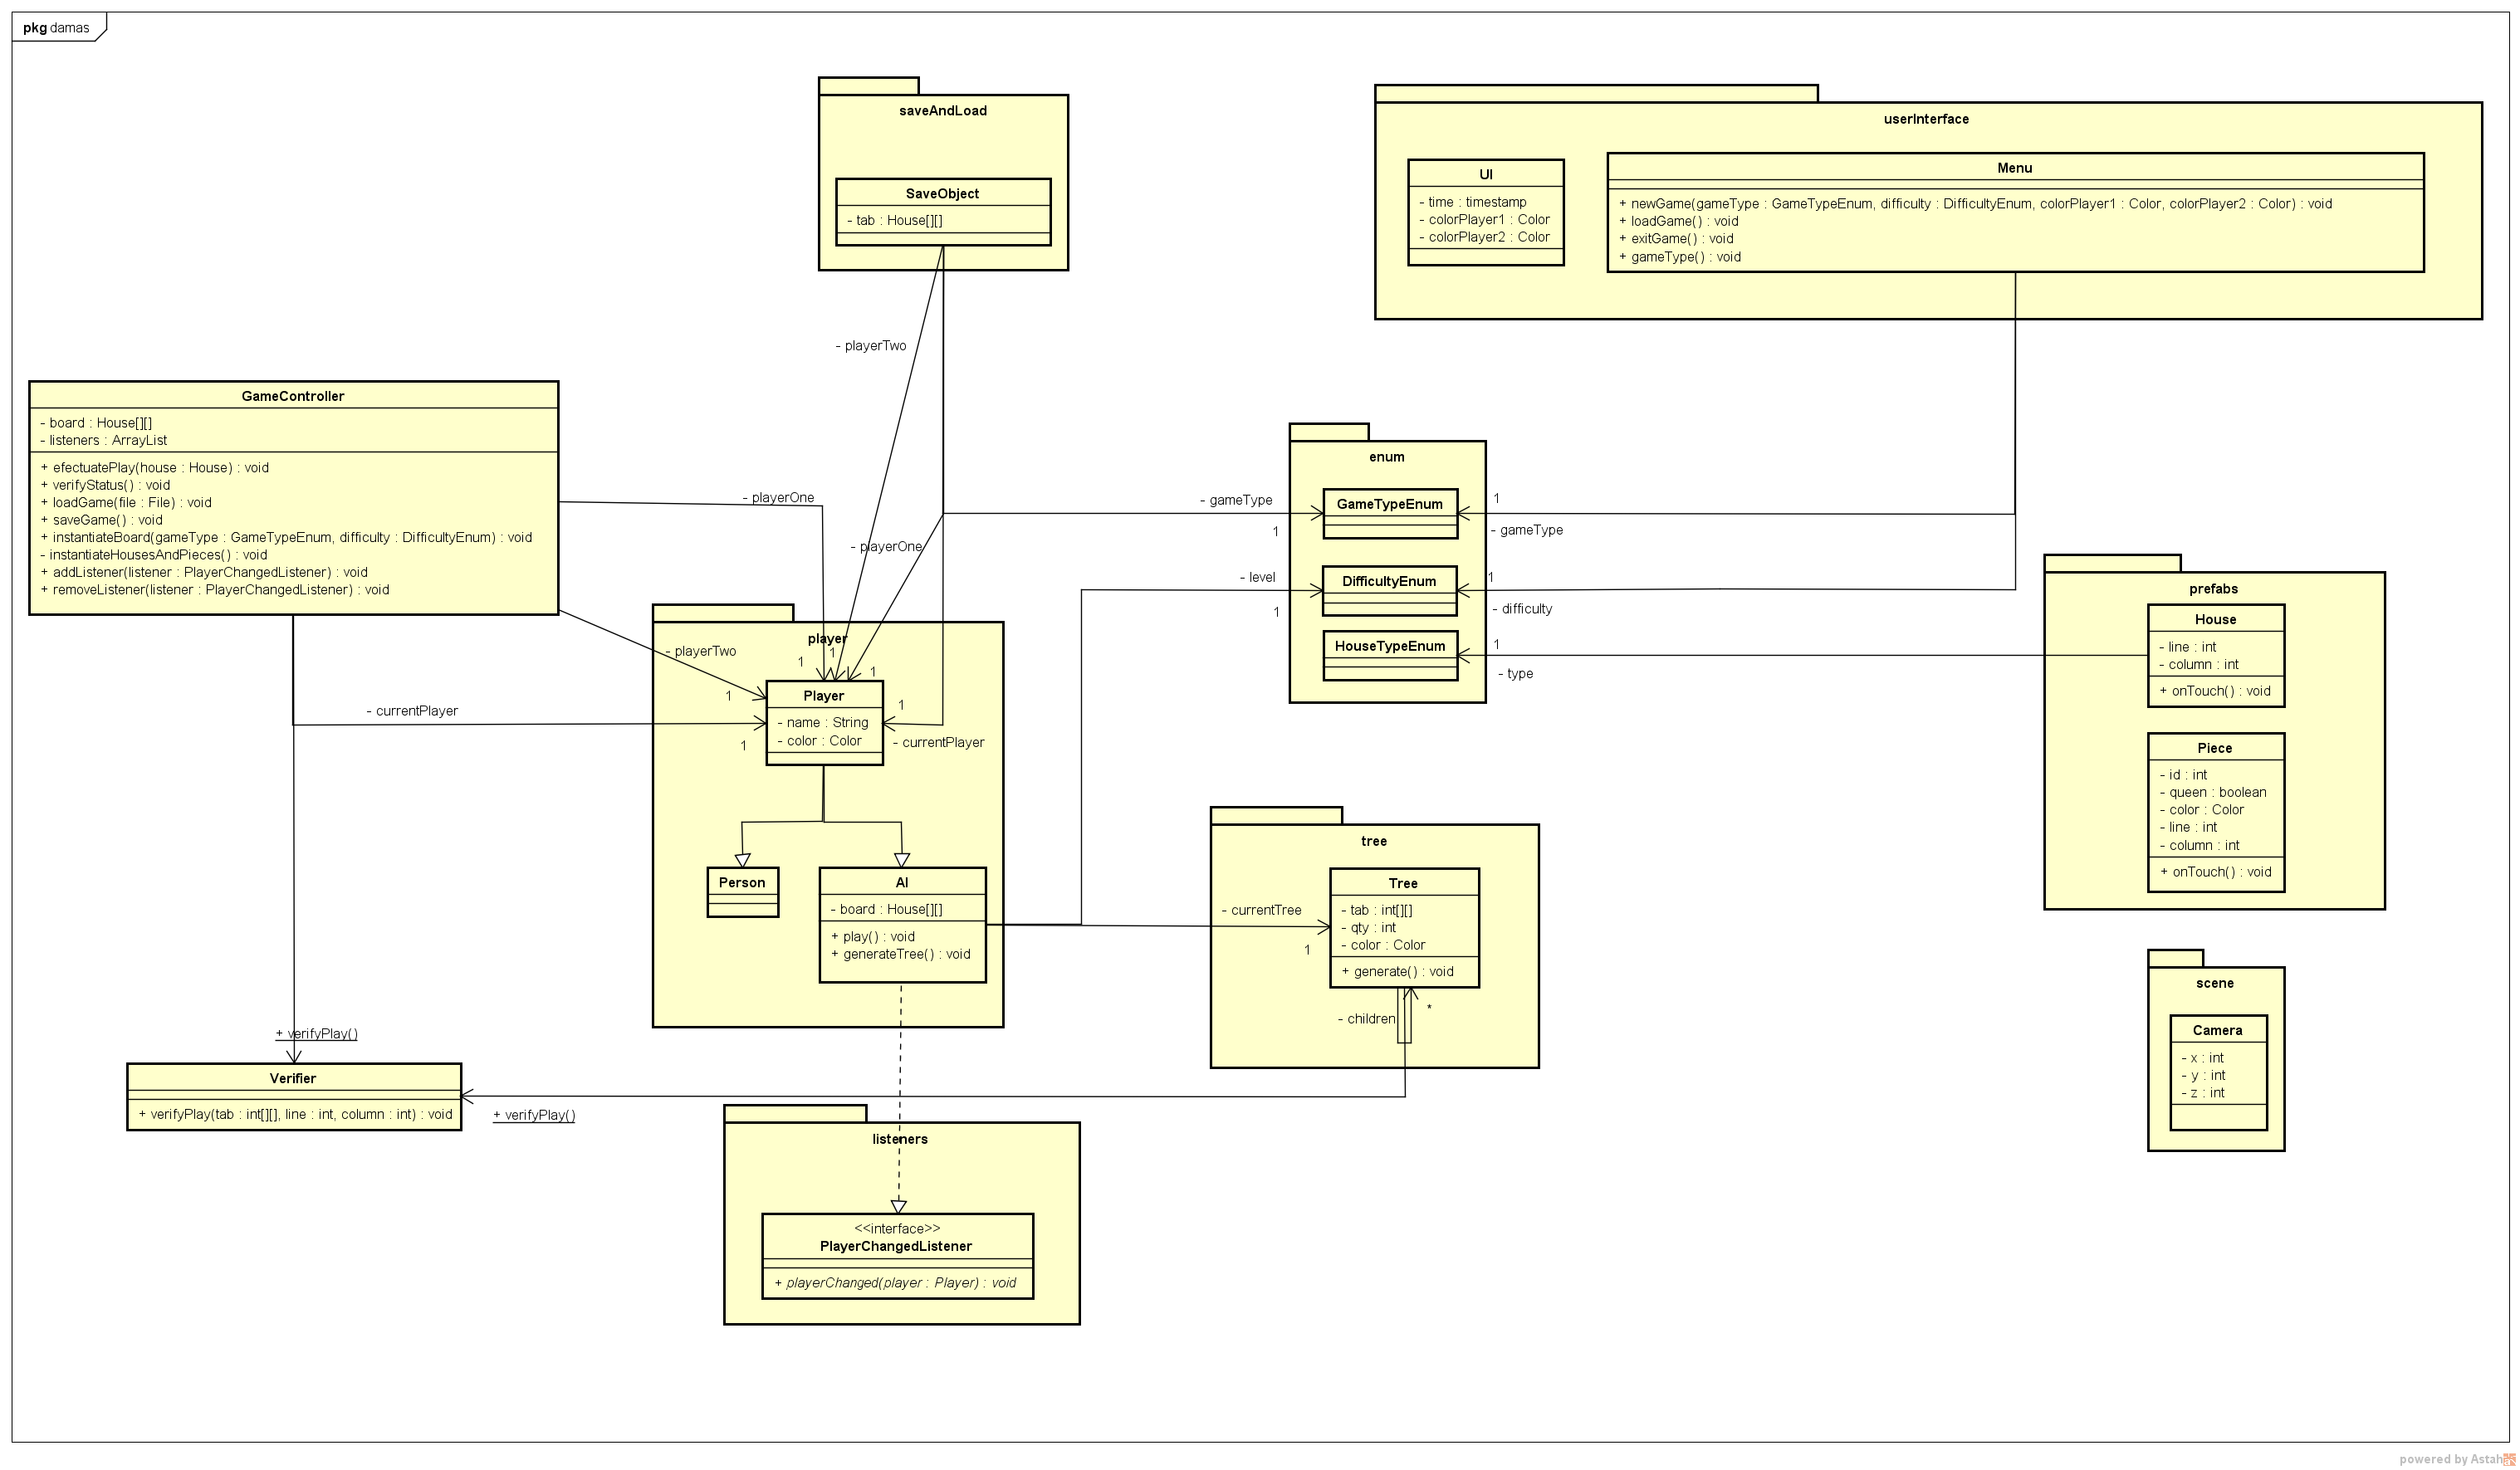 pkg damas
saveAndLoad
SaveObject
- tab : House[][]
userInterface
UI
- time : timestamp
- colorPlayer1 : Color
- colorPlayer2 : Color
Menu
+ newGame(gameType : GameTypeEnum, difficulty : DifficultyEnum, colorPlayer1 : Color, colorPlayer2 : Color) : void
+ loadGame() : void
+ exitGame() : void
+ gameType() : void
- playerTwo
GameController
- board : House[][]
- listeners : ArrayList
+ efectuatePlay(house : House) : void
+ verifyStatus() : void
+ loadGame(file : File) : void
+ saveGame() : void
+ instantiateBoard(gameType : GameTypeEnum, difficulty : DifficultyEnum) : void
- instantiateHousesAndPieces() : void
+ addListener(listener : PlayerChangedListener) : void
+ removeListener(listener : PlayerChangedListener) : void
- playerOne
- playerOne
- gameType
1
- level
1
enum
GameTypeEnum
DifficultyEnum
HouseTypeEnum
1
- gameType
1
- difficulty
1
- type
prefabs
House
- line : int
- column : int
+ onTouch() : void
Piece
- id : int
- queen : boolean
- color : Color
- line : int
- column : int
+ onTouch() : void
player
- playerTwo
1
1
1
1
1
1
- currentPlayer
- currentPlayer
Player
- name : String
- color : Color
Person
AI
- board : House[][]
+ play() : void
+ generateTree() : void
tree
- currentTree
1
Tree
- tab : int[][]
- qty : int
- color : Color
+ generate() : void
- children
*
scene
Camera
- x : int
- y : int
- z : int
+ verifyPlay()
Verifier
+ verifyPlay(tab : int[][], line : int, column : int) : void
+ verifyPlay()
listeners
<<interface>>
PlayerChangedListener
+ playerChanged(player : Player) : void
powered by Astah